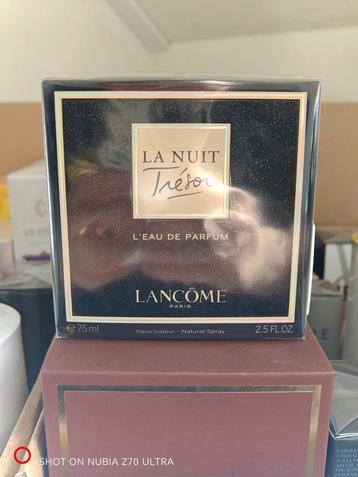 LA NUIT
Trésor
L'EAU DE PARFUM
LANCÔME
PARIS
e 75 ml
Vaporisateur - Natural Spray
2.5 FL.OZ.
SHOT ON NUBIA Z70 ULTRA